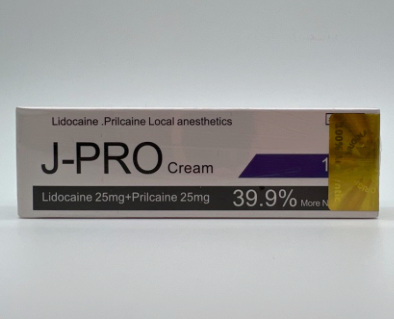 Lidocaine .Prilcaine Local anesthetics
J-PRO Cream
Lidocaine 25mg+Prilcaine 25mg 39.9% More